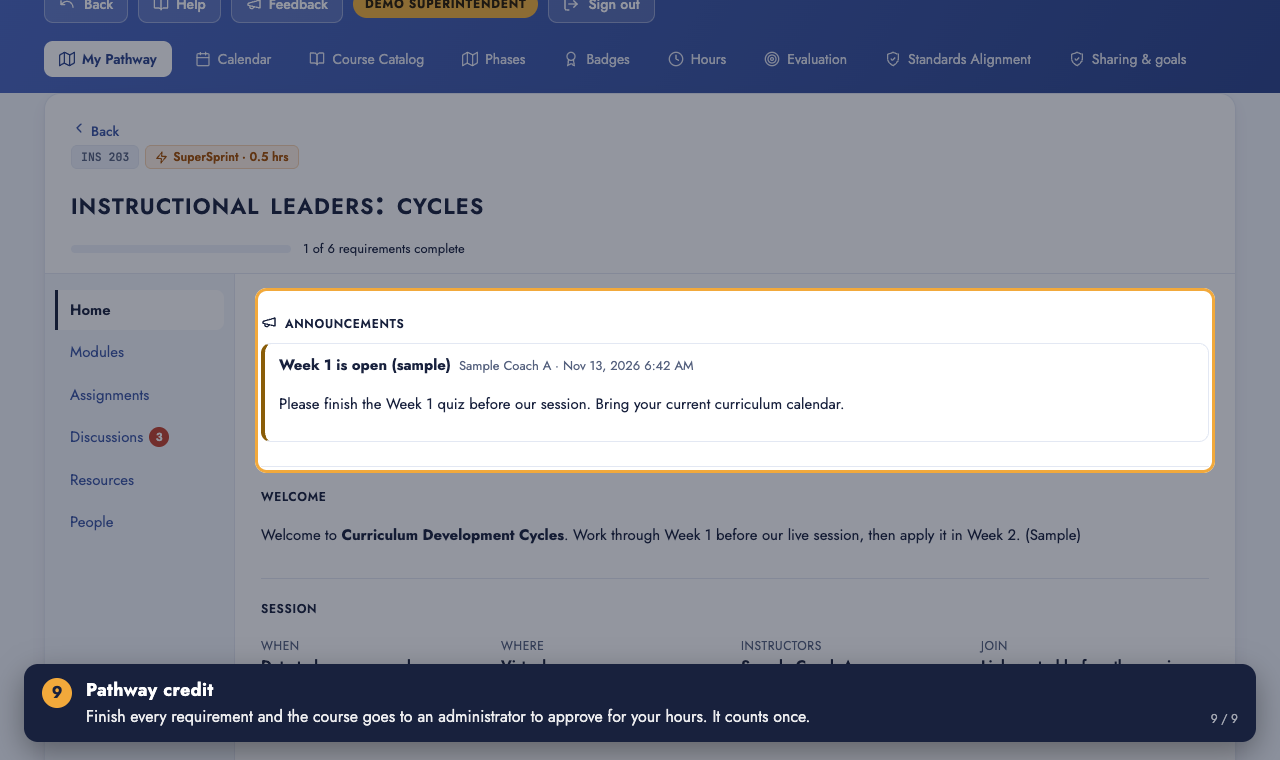 Back Help Feedback DEMO SUPERINTENDENT Sign out
My Pathway Calendar Course Catalog Phases Badges Hours Evaluation Standards Alignment Sharing & goals
Back
INS 203 SuperSprint · 0.5 hrs
INSTRUCTIONAL LEADERS: CYCLES
1 of 6 requirements complete
Home
Modules
Assignments
Discussions 3
Resources
People
ANNOUNCEMENTS
Week 1 is open (sample) Sample Coach A · Nov 13, 2026 6:42 AM
Please finish the Week 1 quiz before our session. Bring your current curriculum calendar.
WELCOME
Welcome to Curriculum Development Cycles. Work through Week 1 before our live session, then apply it in Week 2. (Sample)
SESSION
WHEN WHERE INSTRUCTORS JOIN
9 Pathway credit
Finish every requirement and the course goes to an administrator to approve for your hours. It counts once.
9 / 9